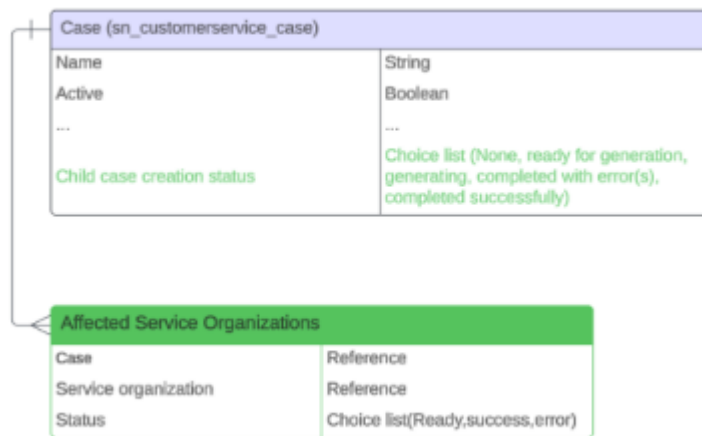 Case (sn_customerservice_case)
Name String
Active Boolean
... ...
Child case creation status Choice list (None, ready for generation,
generating, completed with error(s),
completed successfully)
Affected Service Organizations
Case Reference
Service organization Reference
Status Choice list(Ready,success,error)